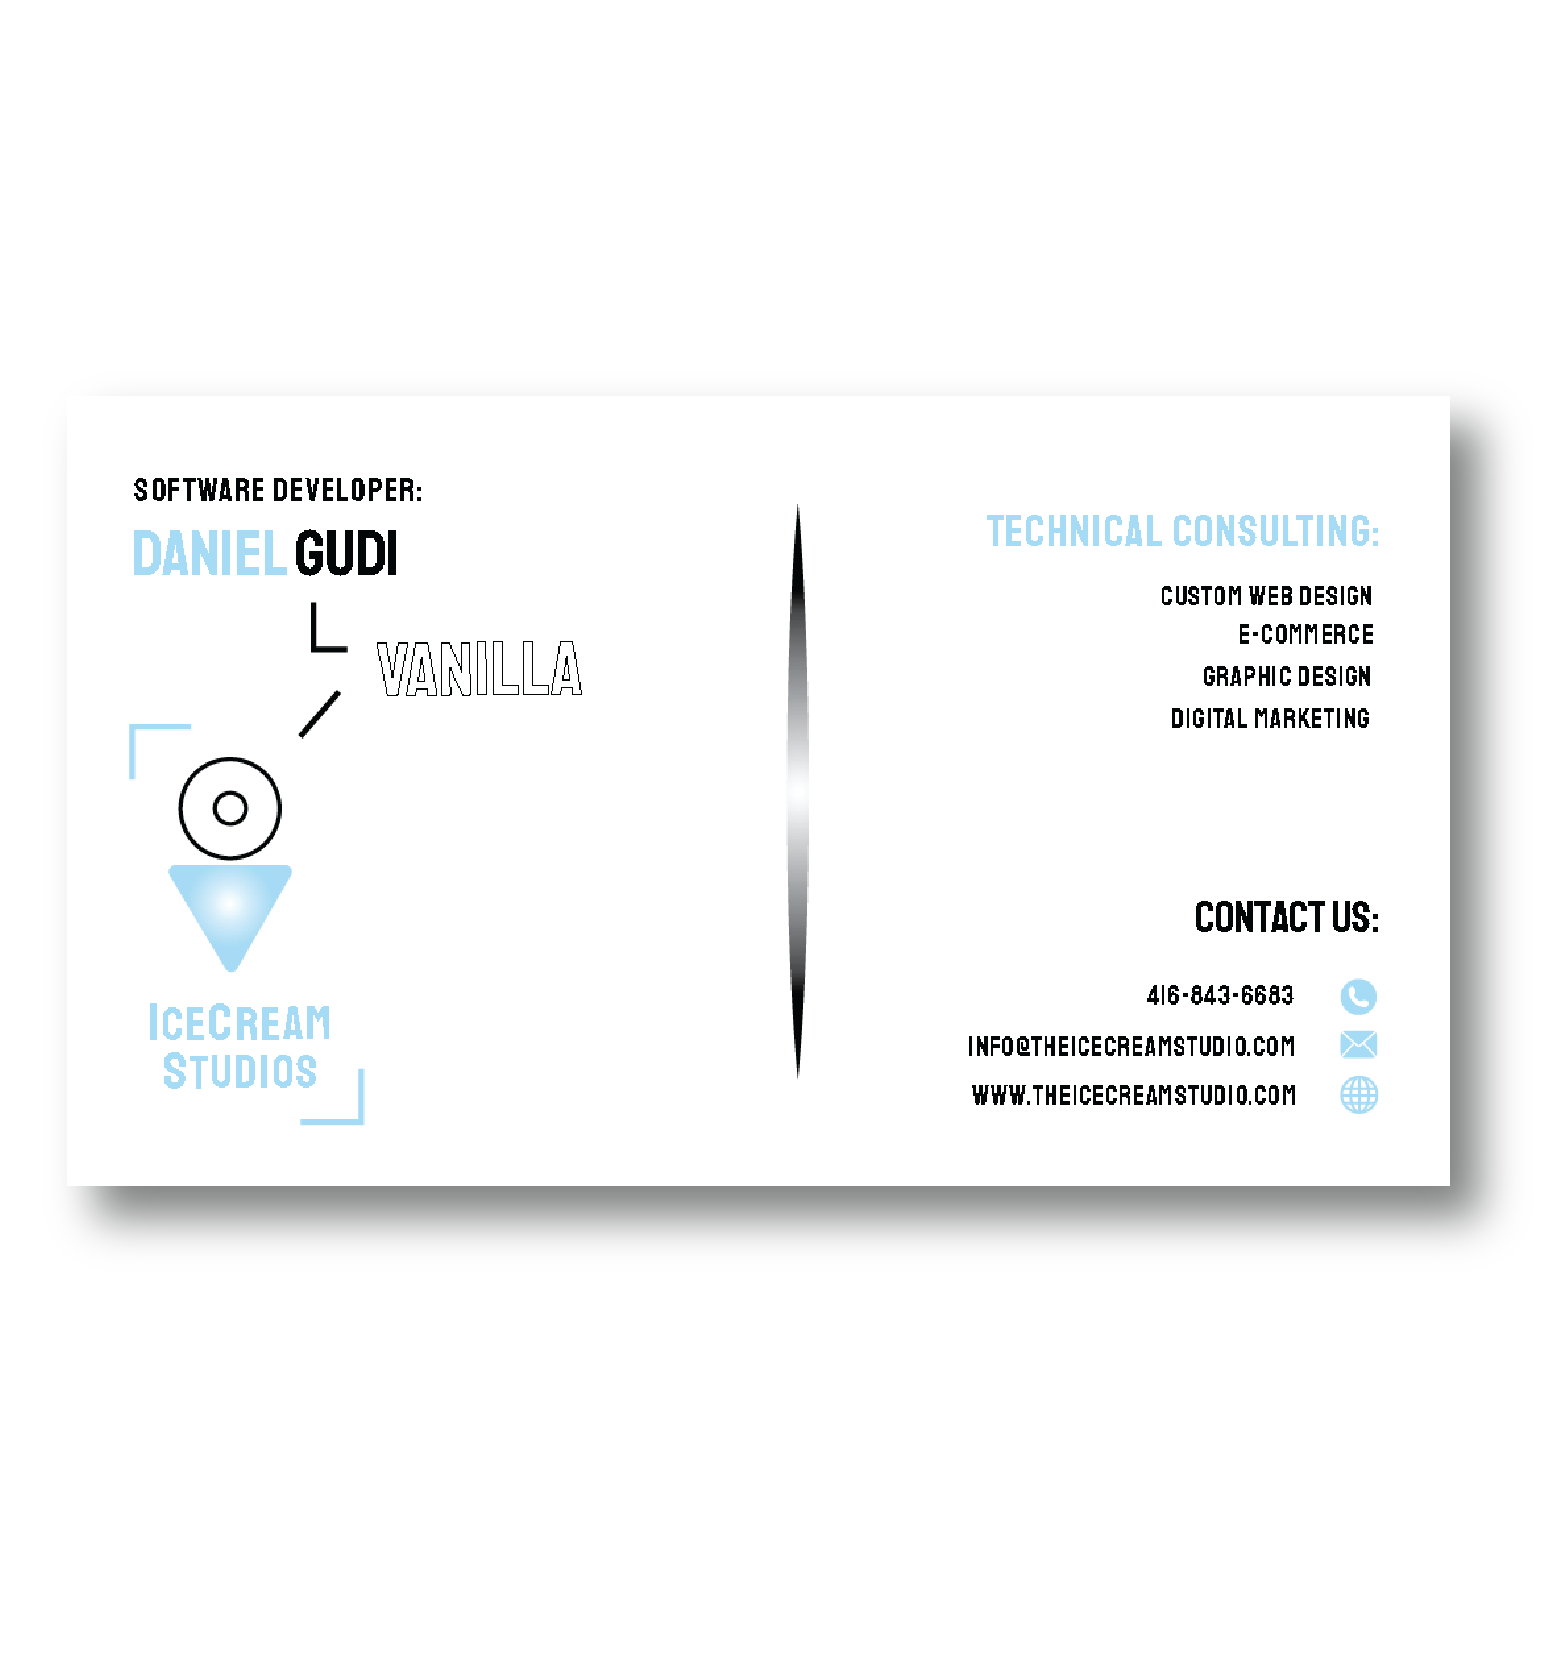 SOFTWARE DEVELOPER:
DANIEL GUDI
VANILLA
ICECREAM
STUDIOS
TECHNICAL CONSULTING:
CUSTOM WEB DESIGN
E-COMMERCE
GRAPHIC DESIGN
DIGITAL MARKETING
CONTACT US:
416-843-6683
INFO@THEICECREAMSTUDIO.COM
WWW.THEICECREAMSTUDIO.COM